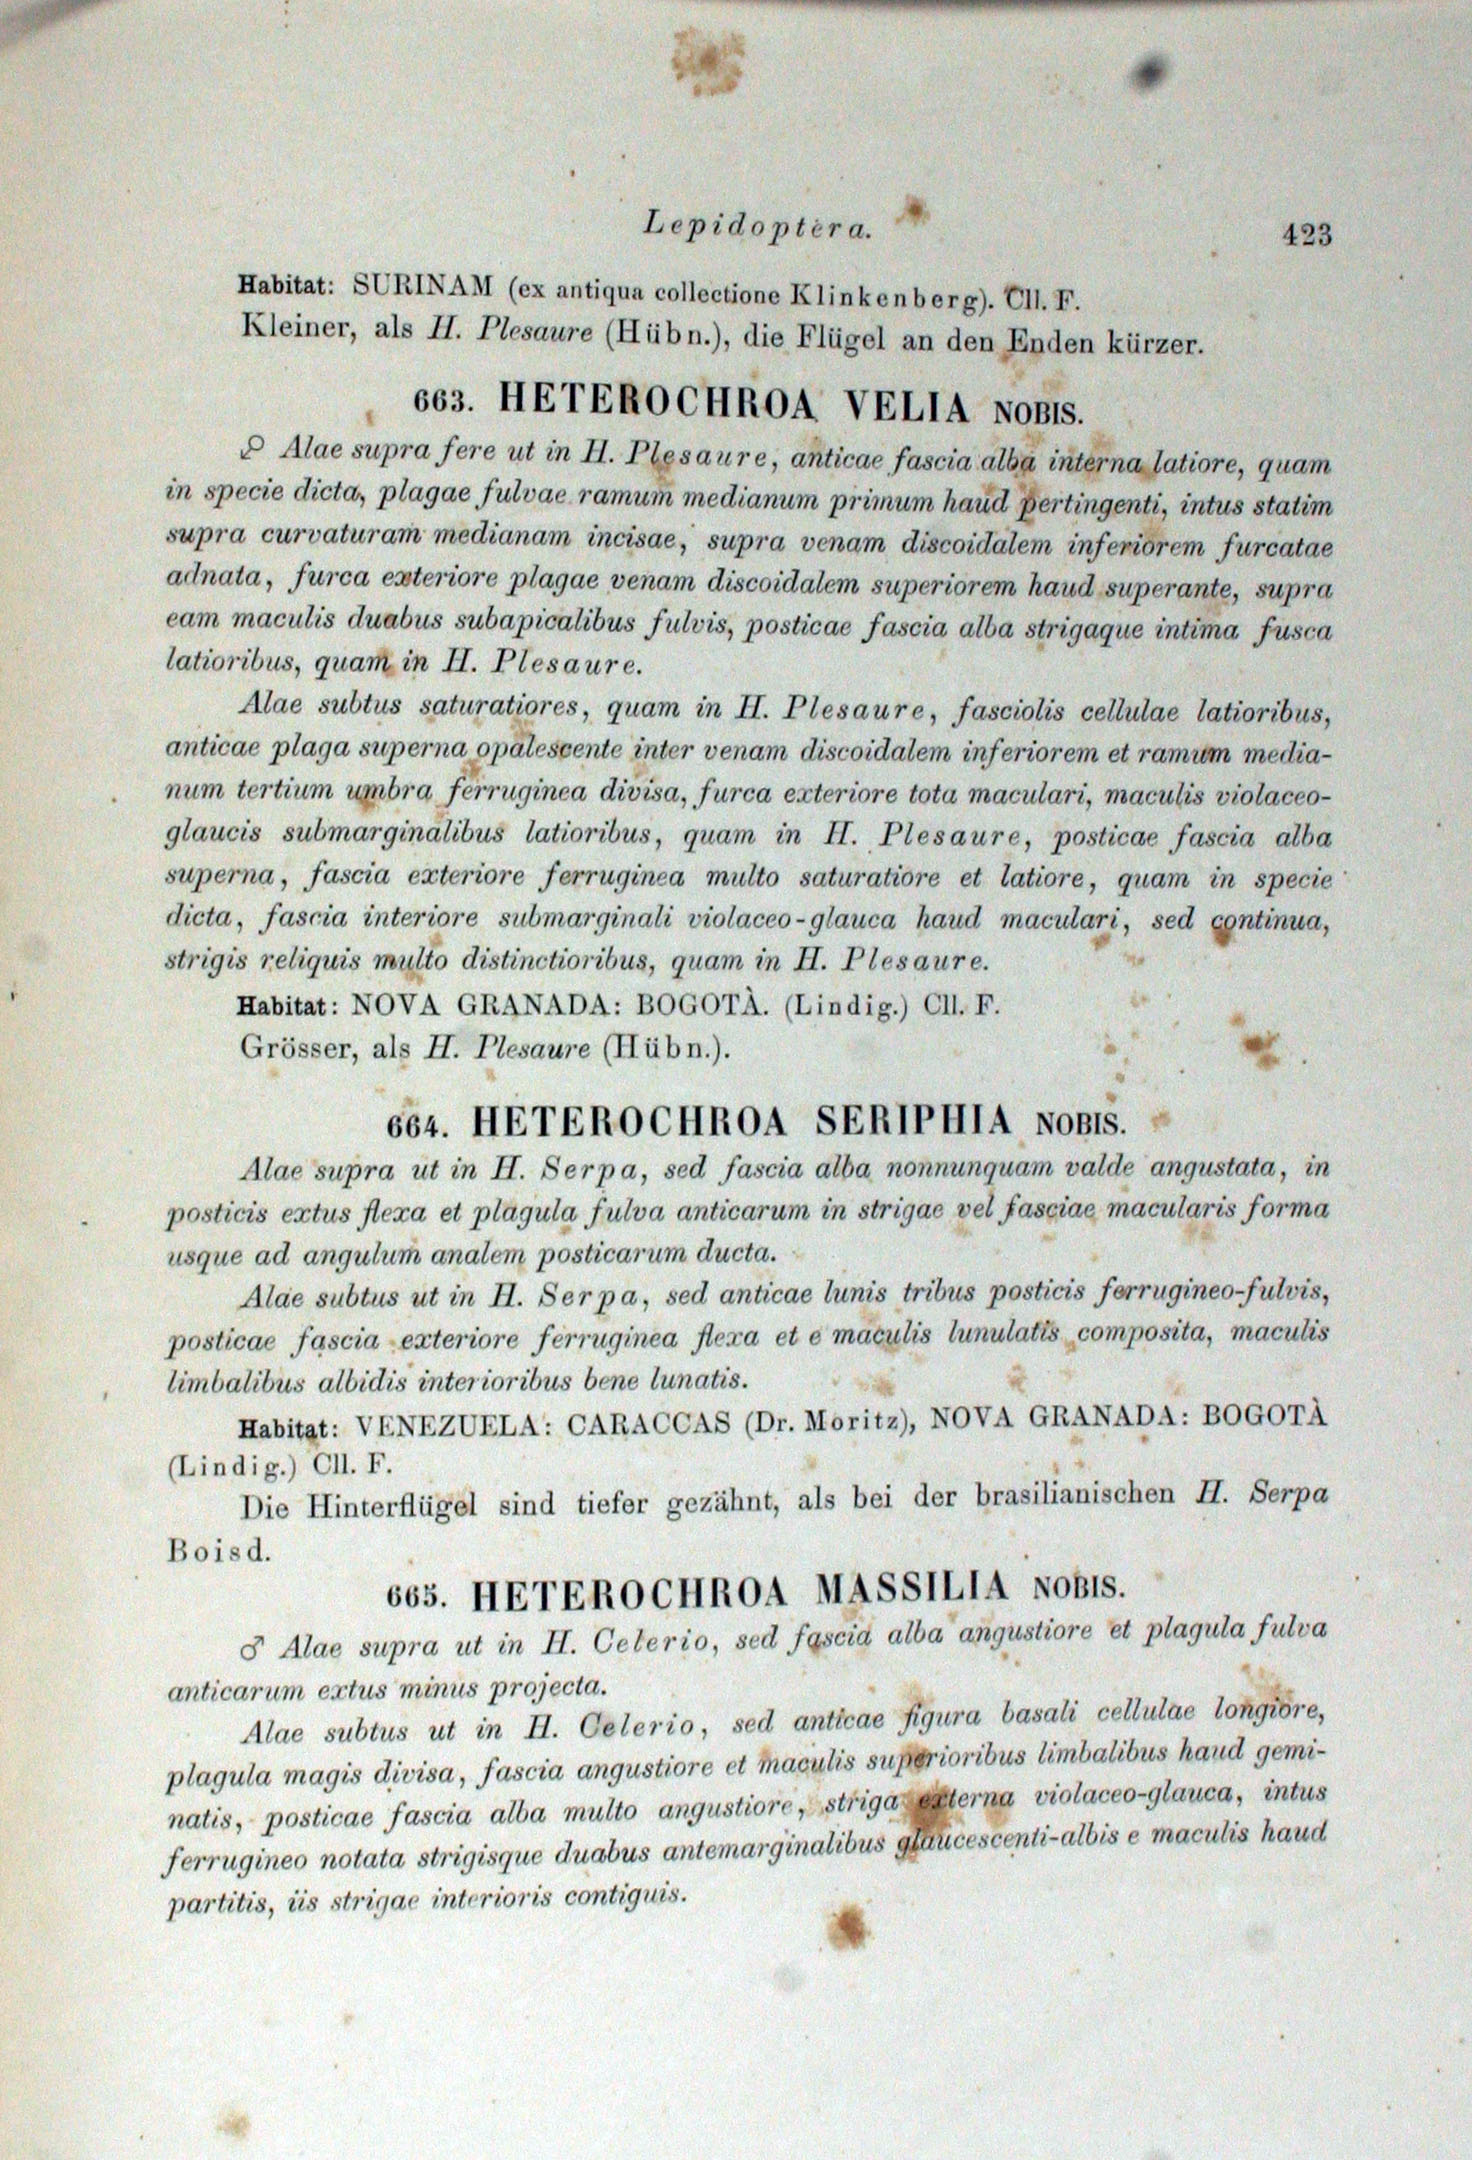 Lepidoptera.
423
Habitat: SURINAM (ex antiqua collectione Klinkenberg). Cll. F.
Kleiner, als H. Plesaure (Hübn.), die Flügel an den Enden kürzer.
663. HETEROCHROA VELIA NOBIS.
♂ Alae supra fere ut in H. Plesaure, anticae fascia alba interna latiore, quam
in specie dicta, plagae fulvae ramum medianum primum haud pertingenti, intus statim
supra curvaturam medianam incisae, supra venam discoidalem inferiorem furcatae
adnata, furca exteriore plagae venam discoidalem superiorem haud superante, supra
eam maculis duabus subapicalibus fulvis, posticae fascia alba strigaque intima fusca
latioribus, quam in H. Plesaure.
Alae subtus saturatiores, quam in H. Plesaure, fasciolis cellulae latioribus,
anticae plaga superna opalescente inter venam discoidalem inferiorem et ramum media-
num tertium umbra ferruginea divisa, furca exteriore tota maculari, maculis violaceo-
glaucis submarginalibus latioribus, quam in H. Plesaure, posticae fascia alba
superna, fascia exteriore ferruginea multo saturatiore et latiore, quam in specie
dicta, fascia interiore submarginali violaceo-glauca haud maculari, sed continua,
strigis reliquis multo distinctioribus, quam in H. Plesaure.
Habitat: NOVA GRANADA: BOGOTÀ. (Lindig.) Cll. F.
Grösser, als H. Plesaure (Hübn.).
664. HETEROCHROA SERIPHIA NOBIS.
Alae supra ut in H. Serpa, sed fascia alba nonnunquam valde angustata, in
posticis extus flexa et plagula fulva anticarum in strigae vel fasciae macularis forma
usque ad angulum analem posticarum ducta.
Alae subtus ut in H. Serpa, sed anticae lunis tribus posticis ferrugineo-fulvis,
posticae fascia exteriore ferruginea flexa et e maculis lunulatis composita, maculis
limbalibus albidis interioribus bene lunatis.
Habitat: VENEZUELA: CARACCAS (Dr. Moritz), NOVA GRANADA: BOGOTÀ
(Lindig.) Cll. F.
Die Hinterflügel sind tiefer gezähnt, als bei der brasilianischen H. Serpa
Boisd.
665. HETEROCHROA MASSILIA NOBIS.
♂ Alae supra ut in H. Celerio, sed fascia alba angustiore et plagula fulva
anticarum extus minus projecta.
Alae subtus ut in H. Celerio, sed anticae figura basali cellulae longiore,
plagula magis divisa, fascia angustiore et maculis superioribus limbalibus haud gemi-
natis, posticae fascia alba multo angustiore, striga externa violaceo-glauca, intus
ferrugineo notata strigisque duabus antemarginalibus glaucescenti-albis e maculis haud
partitis, iis strigae interioris contiguis.